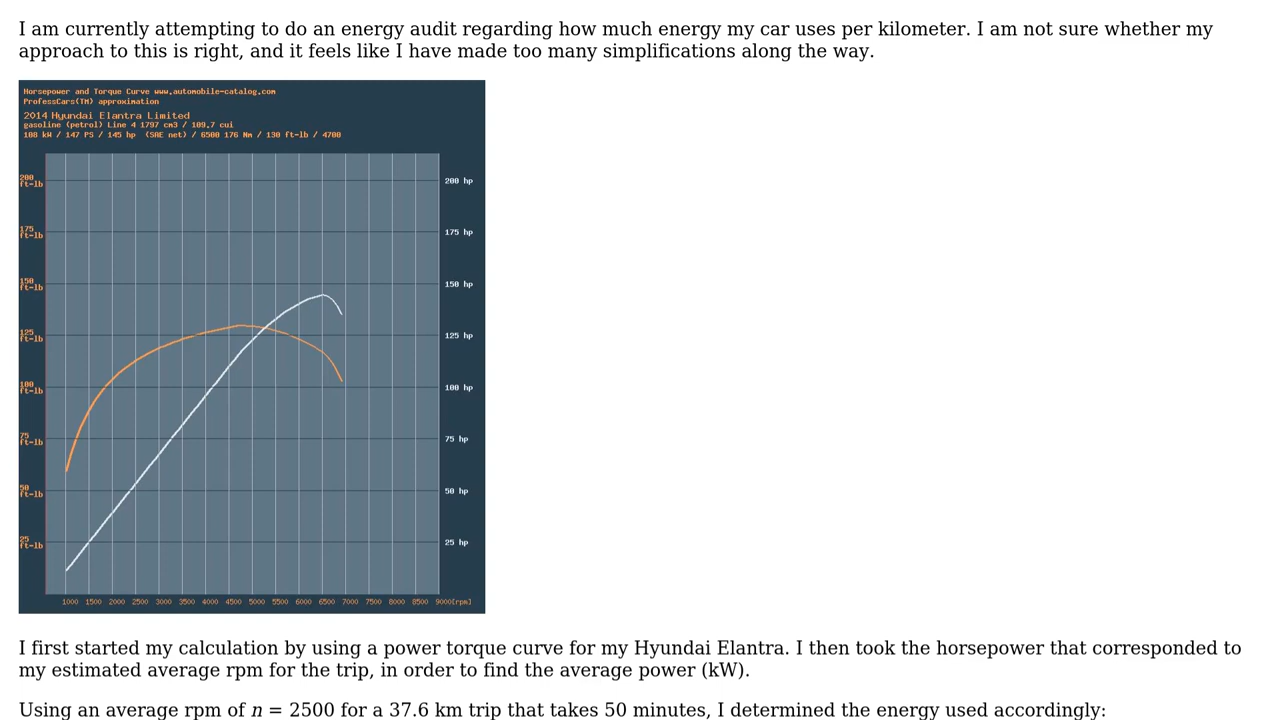 I am currently attempting to do an energy audit regarding how much energy my car uses per kilometer. I am not sure whether my
approach to this is right, and it feels like I have made too many simplifications along the way.
Horsepower and Torque Curve www.automobile-catalog.com
ProfessCars(TM) approximation
2014 Hyundai Elantra Limited
gasoline (petrol) Line 4 1797 cm3 / 109.7 cui
108 kW / 147 PS / 145 hp (SAE net) / 6500 176 Nm / 130 ft-lb / 4700
200
ft-lb
200 hp
175
ft-lb
175 hp
150
ft-lb
150 hp
125
ft-lb
125 hp
100
ft-lb
100 hp
75
ft-lb
75 hp
50
ft-lb
50 hp
25
ft-lb
25 hp
1000 1500 2000 2500 3000 3500 4000 4500 5000 5500 6000 6500 7000 7500 8000 8500 9000[rpm]
I first started my calculation by using a power torque curve for my Hyundai Elantra. I then took the horsepower that corresponded to
my estimated average rpm for the trip, in order to find the average power (kW).
Using an average rpm of n = 2500 for a 37.6 km trip that takes 50 minutes, I determined the energy used accordingly: